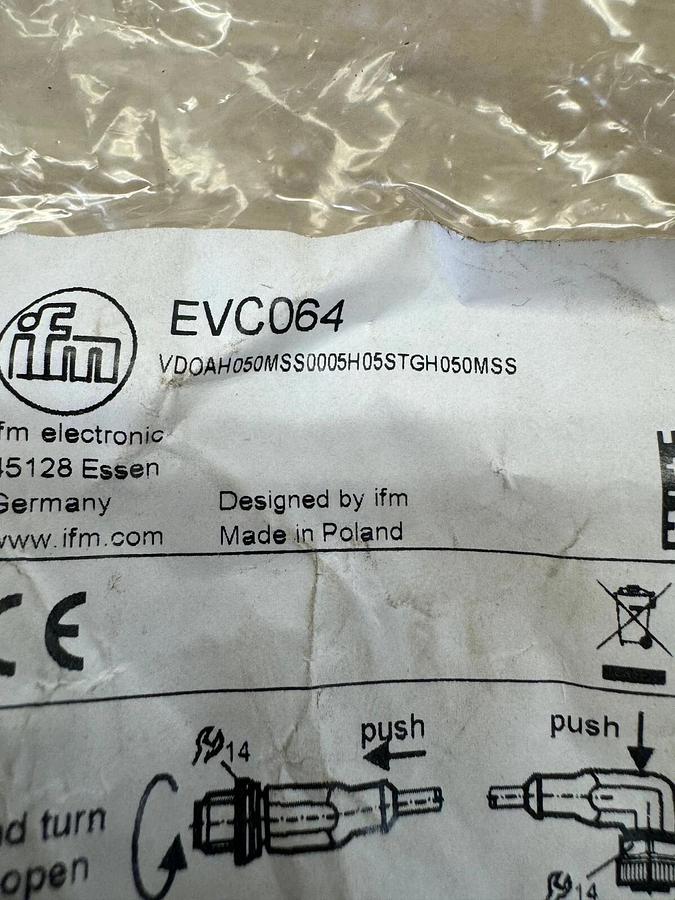 ifm
EVC064
VDOAH050MSS0005H05STGH050MSS
fm electronic
45128 Essen
Germany
Designed by ifm
www.ifm.com
Made in Poland
CE
push
push
14
turn
open
14